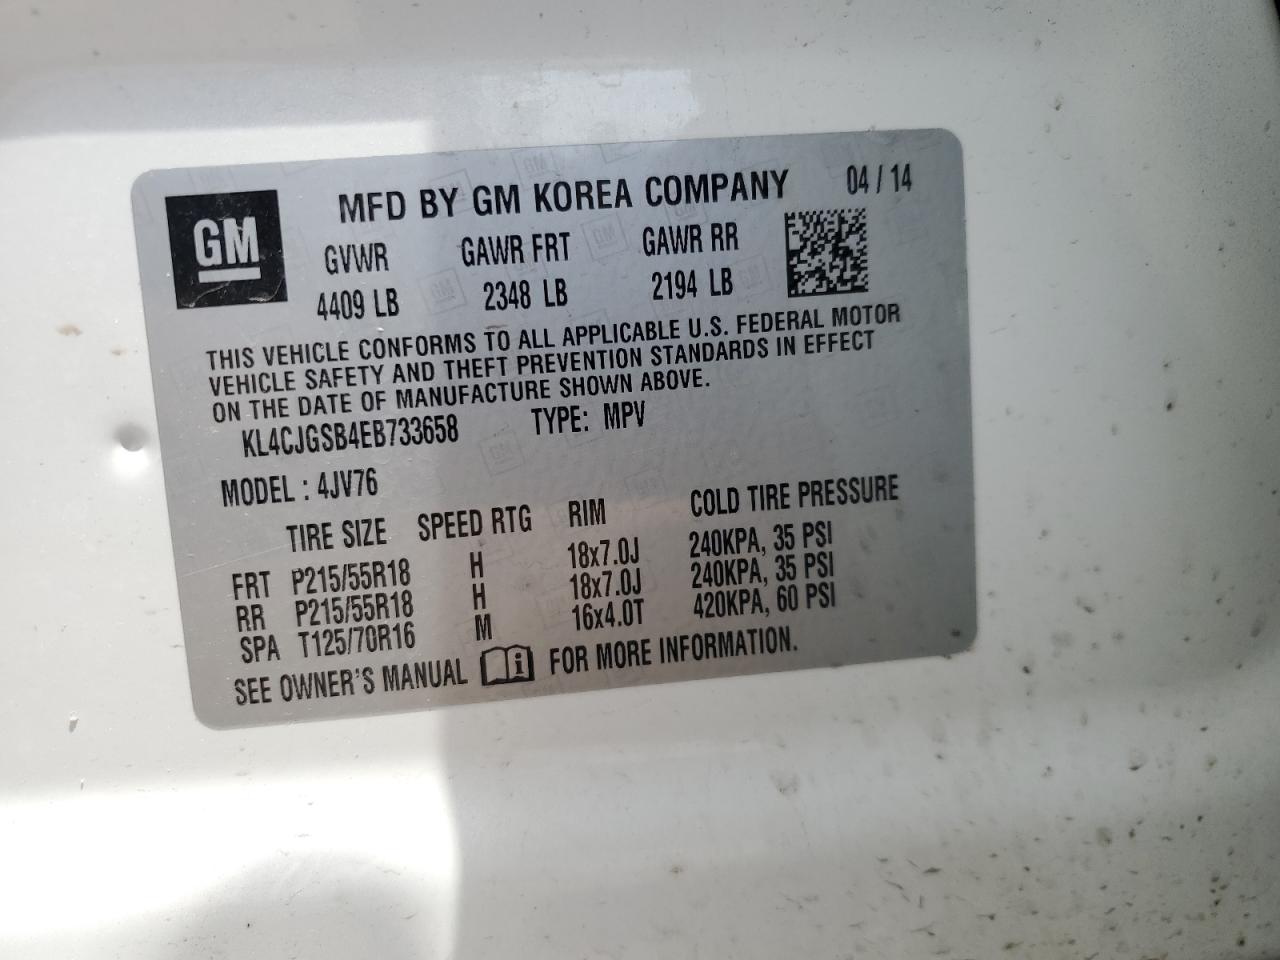 GM
MFD BY GM KOREA COMPANY 04 / 14
GVWR GAWR FRT GAWR RR
4409 LB 2348 LB 2194 LB
THIS VEHICLE CONFORMS TO ALL APPLICABLE U.S. FEDERAL MOTOR
VEHICLE SAFETY AND THEFT PREVENTION STANDARDS IN EFFECT
ON THE DATE OF MANUFACTURE SHOWN ABOVE.
KL4CJGSB4EB733658 TYPE: MPV
MODEL : 4JV76
TIRE SIZE SPEED RTG RIM COLD TIRE PRESSURE
FRT P215/55R18 H 18x7.0J 240KPA, 35 PSI
RR P215/55R18 H 18x7.0J 240KPA, 35 PSI
SPA T125/70R16 M 16x4.0T 420KPA, 60 PSI
SEE OWNER'S MANUAL i FOR MORE INFORMATION.